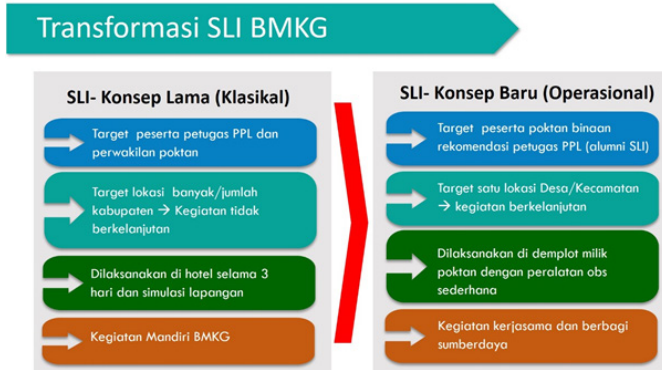 Transformasi SLI BMKG
SLI- Konsep Lama (Klasikal)
Target peserta petugas PPL dan
perwakilan poktan
Target lokasi banyak/jumlah
kabupaten → Kegiatan tidak
berkelanjutan
Dilaksanakan di hotel selama 3
hari dan simulasi lapangan
Kegiatan Mandiri BMKG
SLI- Konsep Baru (Operasional)
Target peserta poktan binaan
rekomendasi petugas PPL (alumni SLI)
Target satu lokasi Desa/Kecamatan
→ kegiatan berkelanjutan
Dilaksanakan di demplot milik
poktan dengan peralatan obs
sederhana
Kegiatan kerjasama dan berbagi
sumberdaya